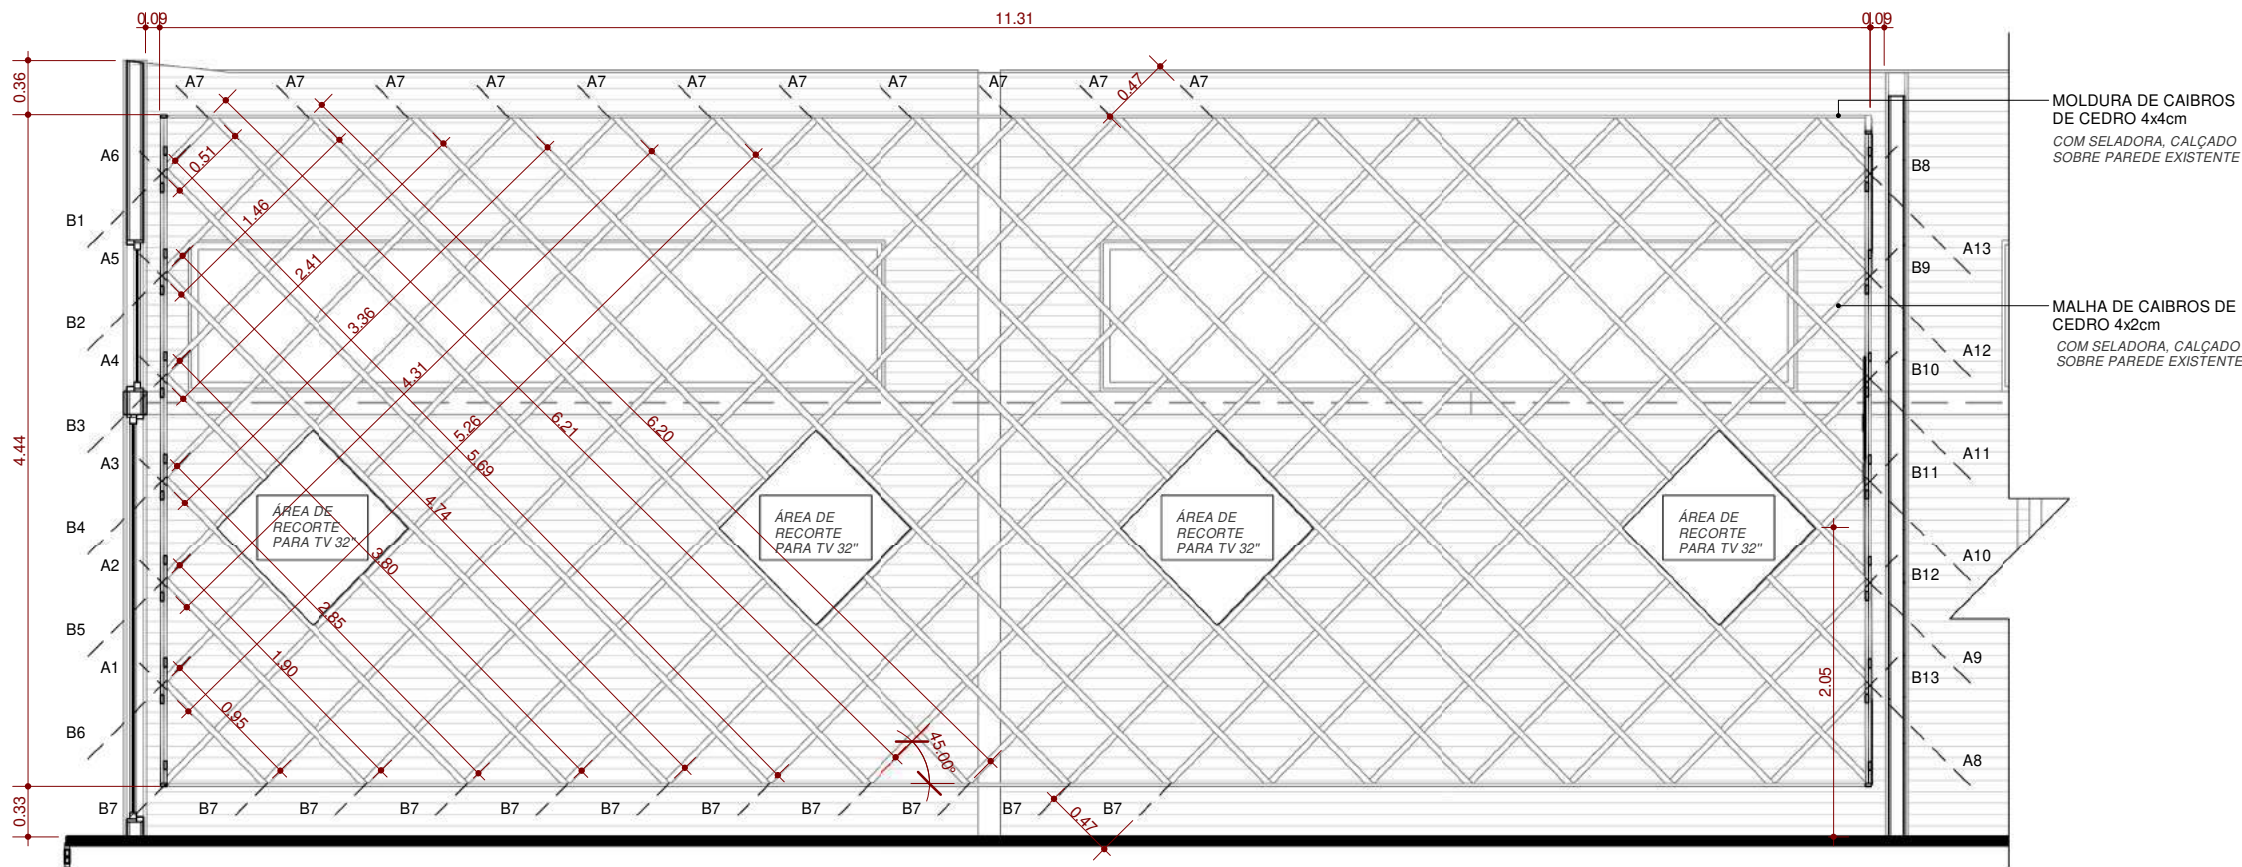 0.09
11.31
0.09
0.36
A7 A7 A7 A7 A7 A7 A7 A7 A7 A7 A7
0.47
MOLDURA DE CAIBROS
DE CEDRO 4x4cm
COM SELADORA, CALÇADO
SOBRE PAREDE EXISTENTE
A6
0.51
B8
B1
1.46
A13
A5
2.41
B9
MALHA DE CAIBROS DE
CEDRO 4x2cm
COM SELADORA, CALÇADO
SOBRE PAREDE EXISTENTE
B2
3.36
A12
A4
4.31
B10
B3
5.26
6.21
6.20
4.44
A3
5.69
A11
B11
ÁREA DE
RECORTE
PARA TV 32"
ÁREA DE
RECORTE
PARA TV 32"
ÁREA DE
RECORTE
PARA TV 32"
ÁREA DE
RECORTE
PARA TV 32"
B4
4.74
A10
A2
3.80
B12
B5
2.85
A1
1.90
A9
B13
2.05
B6
0.95
45.00°
A8
0.33
B7 B7 B7 B7 B7 B7 B7 B7 B7 B7 B7
0.47